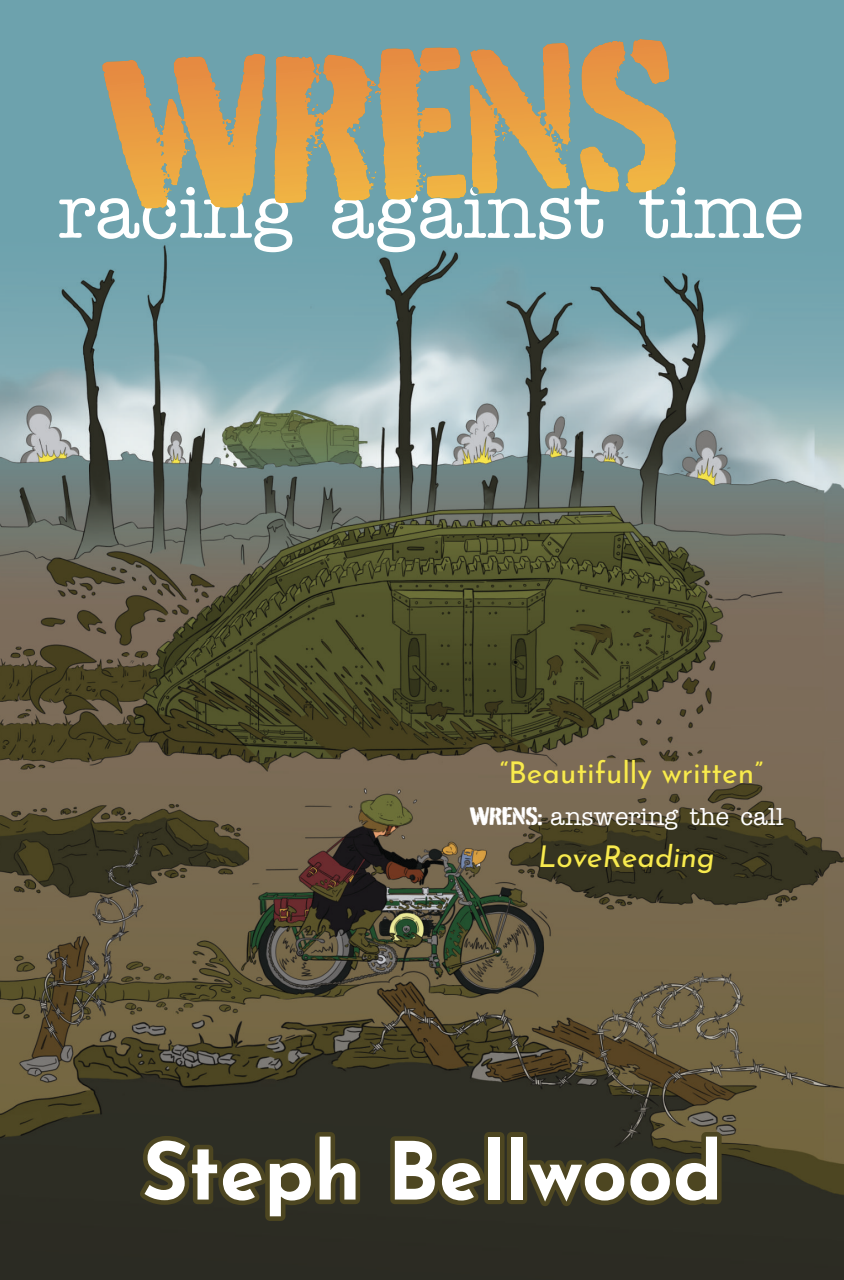 WRENS
racing against time
“Beautifully written”
WRENS: answering the call
LoveReading
Steph Bellwood